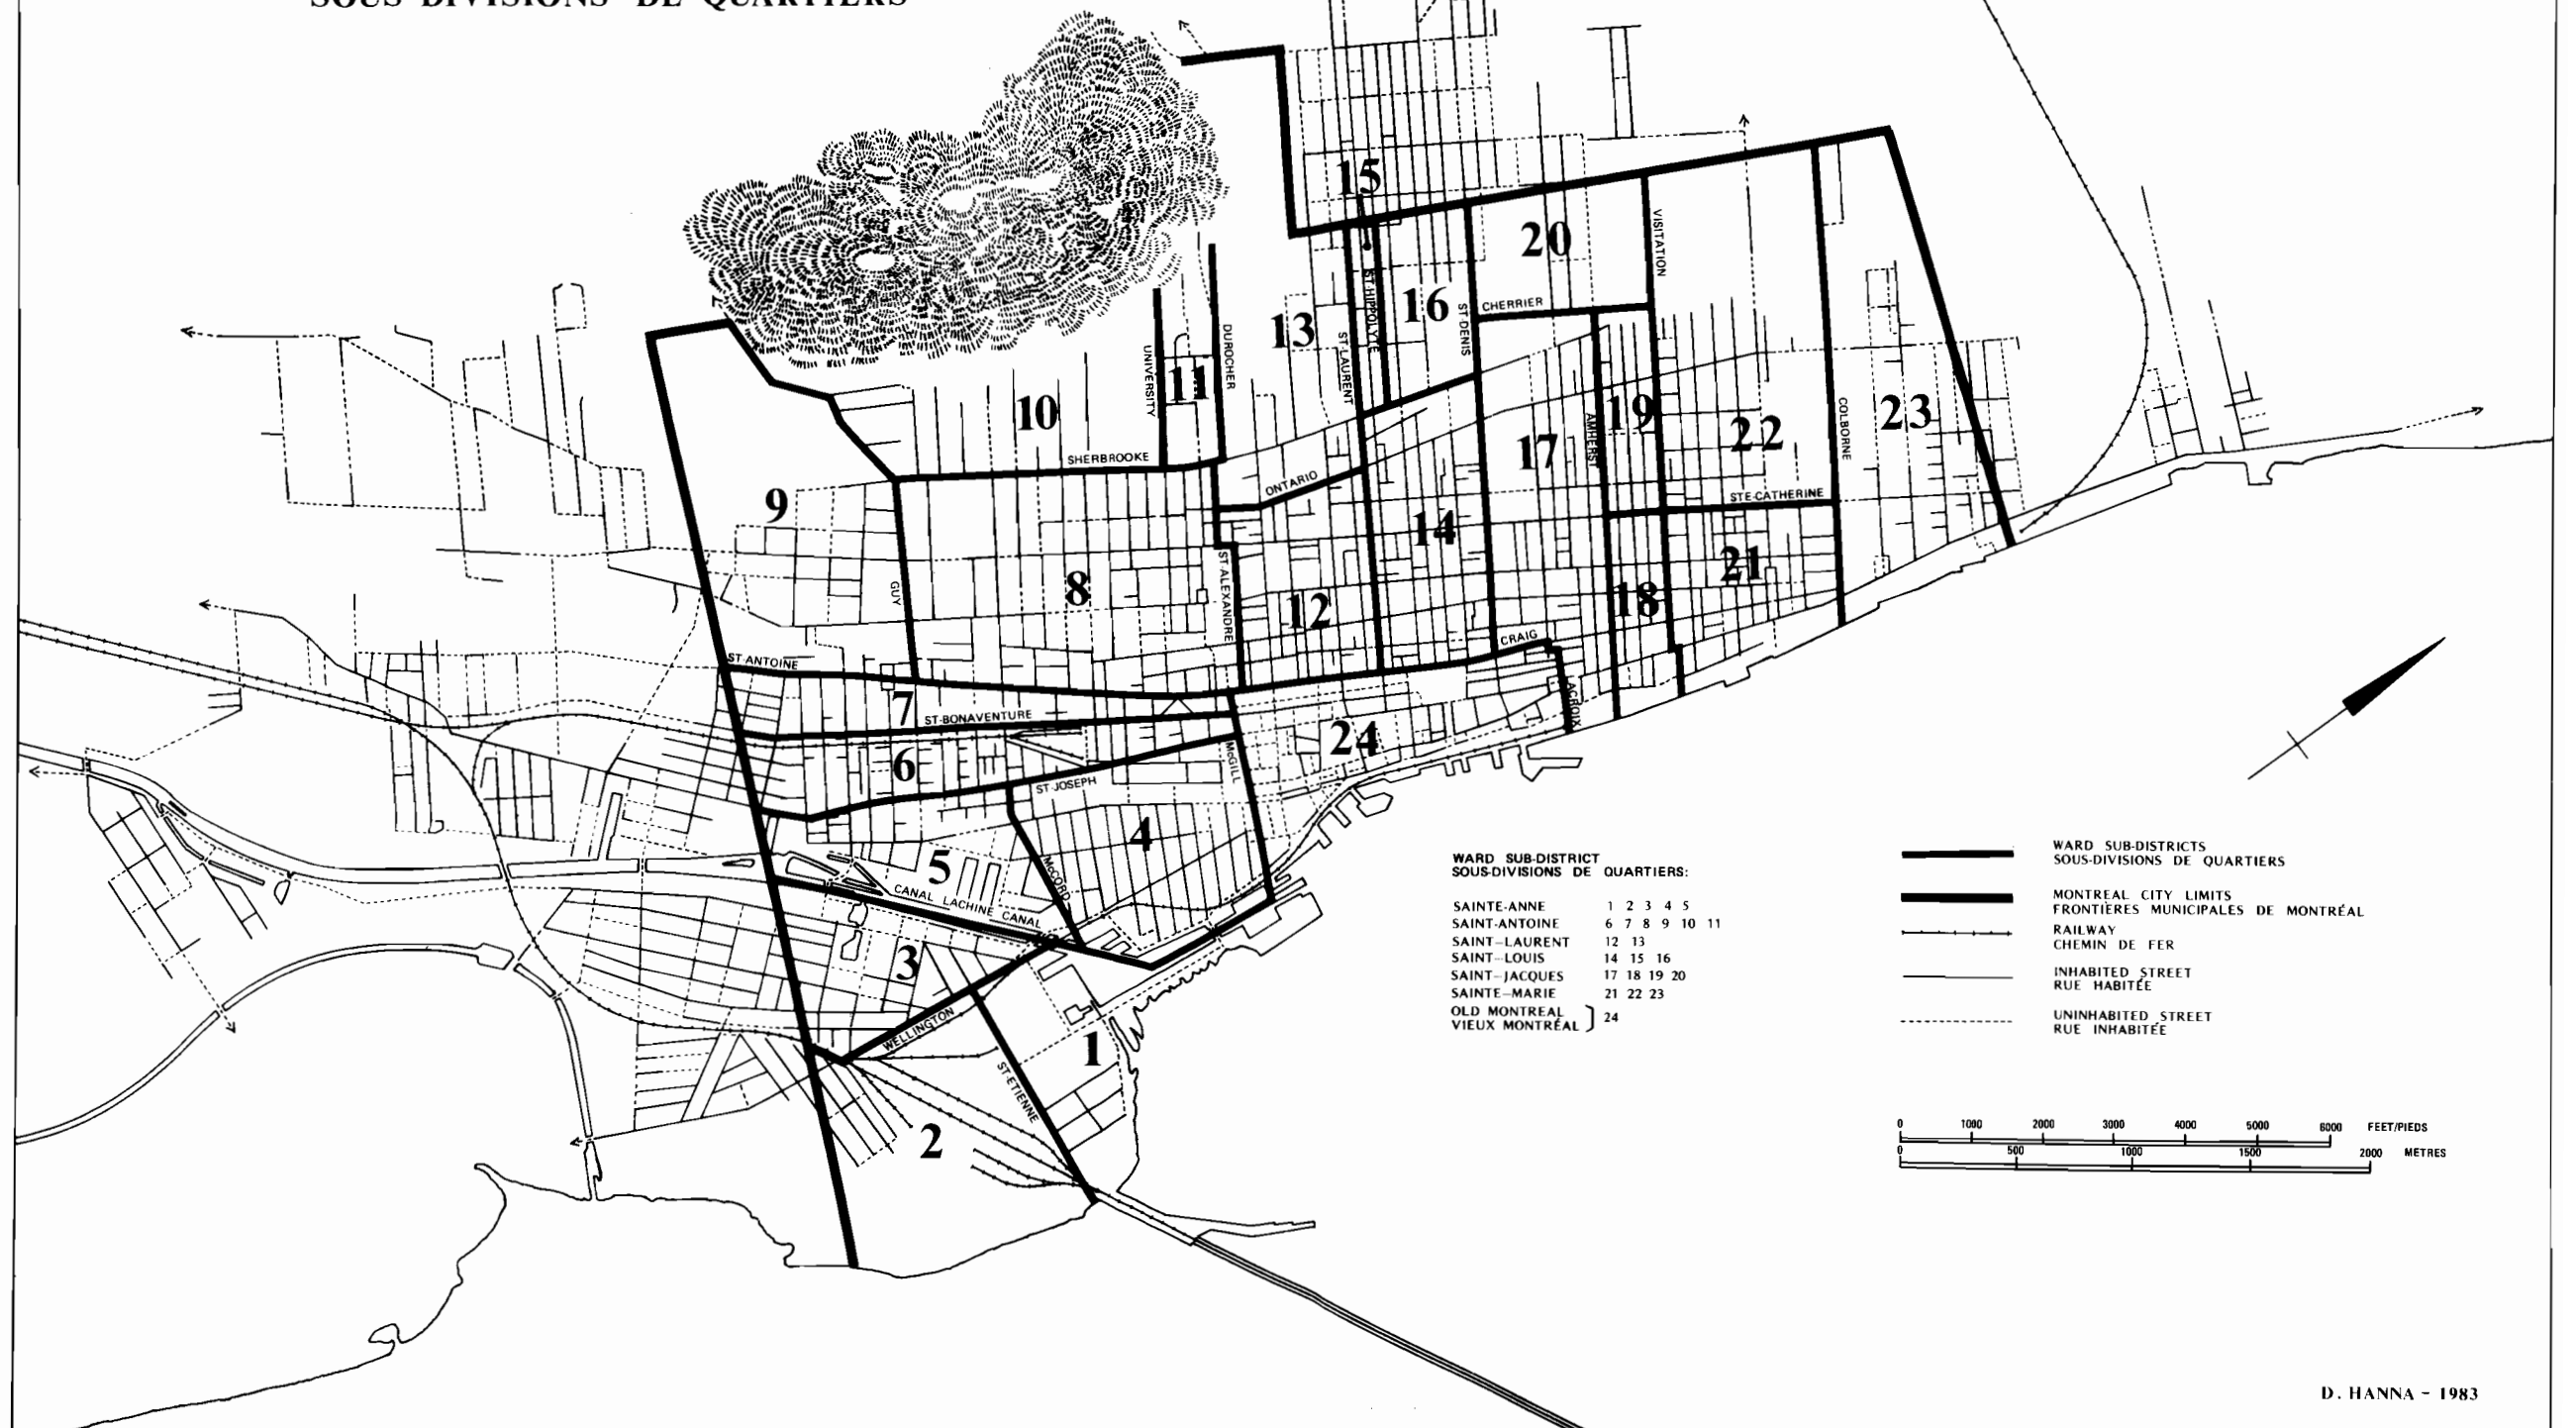 SOUS-DIVISIONS DE QUARTIERS
15
20
VISITATION
ST-HIPPOLYTE
16
ST-DENIS
CHERRIER
13
ST-LAURENT
UNIVERSITY
11
DUROCHER
10
19
AMHERST
17
22
COLBORNE
23
SHERBROOKE
ONTARIO
STE-CATHERINE
9
14
GUY
8
ST-ALEXANDRE
12
18
21
CRAIG
ST ANTOINE
LACROIX
7
ST-BONAVENTURE
24
6
McGILL
ST-JOSEPH
4
5
McCORD
CANAL LACHINE CANAL
3
WELLINGTON
1
ST-ETIENNE
2
WARD SUB-DISTRICT
SOUS-DIVISIONS DE QUARTIERS:
SAINTE-ANNE 1 2 3 4 5
SAINT-ANTOINE 6 7 8 9 10 11
SAINT-LAURENT 12 13
SAINT-LOUIS 14 15 16
SAINT-JACQUES 17 18 19 20
SAINTE-MARIE 21 22 23
OLD MONTREAL
VIEUX MONTRÉAL } 24
WARD SUB-DISTRICTS
SOUS-DIVISIONS DE QUARTIERS
MONTREAL CITY LIMITS
FRONTIÈRES MUNICIPALES DE MONTRÉAL
RAILWAY
CHEMIN DE FER
INHABITED STREET
RUE HABITÉE
UNINHABITED STREET
RUE INHABITÉE
0 1000 2000 3000 4000 5000 6000 FEET/PIEDS
0 500 1000 1500 2000 METRES
D. HANNA - 1983